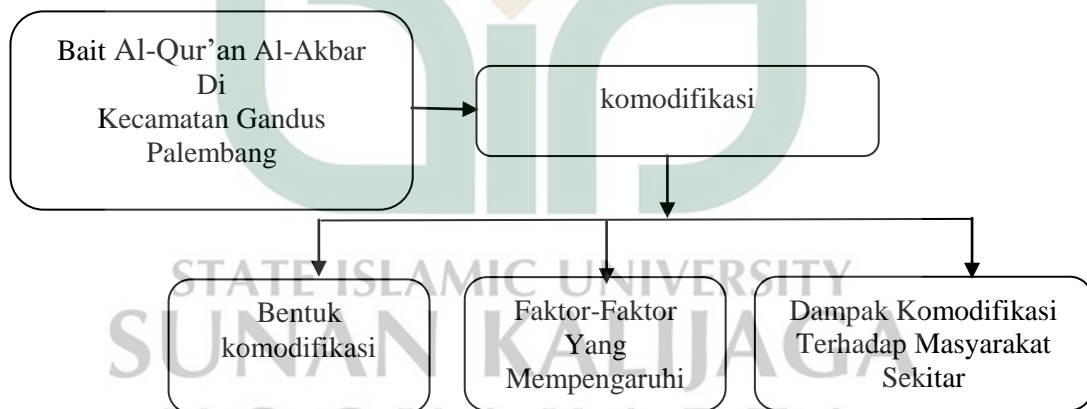 Bait Al-Qur’an Al-Akbar
Di
Kecamatan Gandus
Palembang
komodifikasi
STATE ISLAMIC UNIVERSITY
SUNAN KALIJAGA
Bentuk
komodifikasi
Faktor-Faktor
Yang
Mempengaruhi
Dampak Komodifikasi
Terhadap Masyarakat
Sekitar